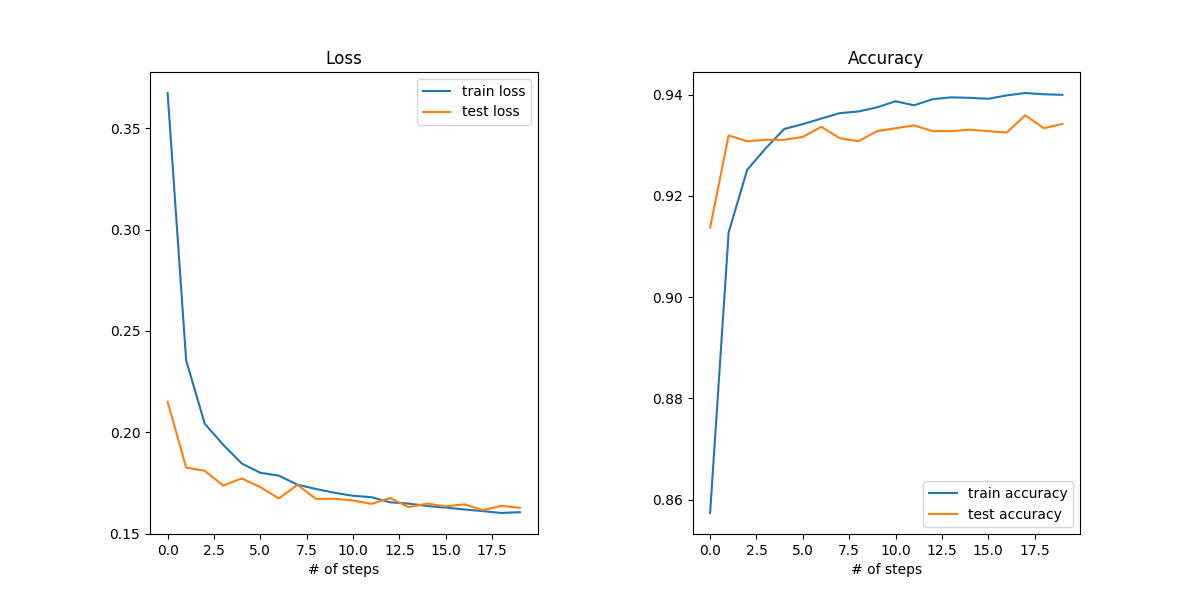 Loss
train loss
test loss
0.35
0.30
0.25
0.20
0.15
0.0 2.5 5.0 7.5 10.0 12.5 15.0 17.5
# of steps
Accuracy
0.94
0.92
0.90
0.88
0.86
train accuracy
test accuracy
0.0 2.5 5.0 7.5 10.0 12.5 15.0 17.5
# of steps